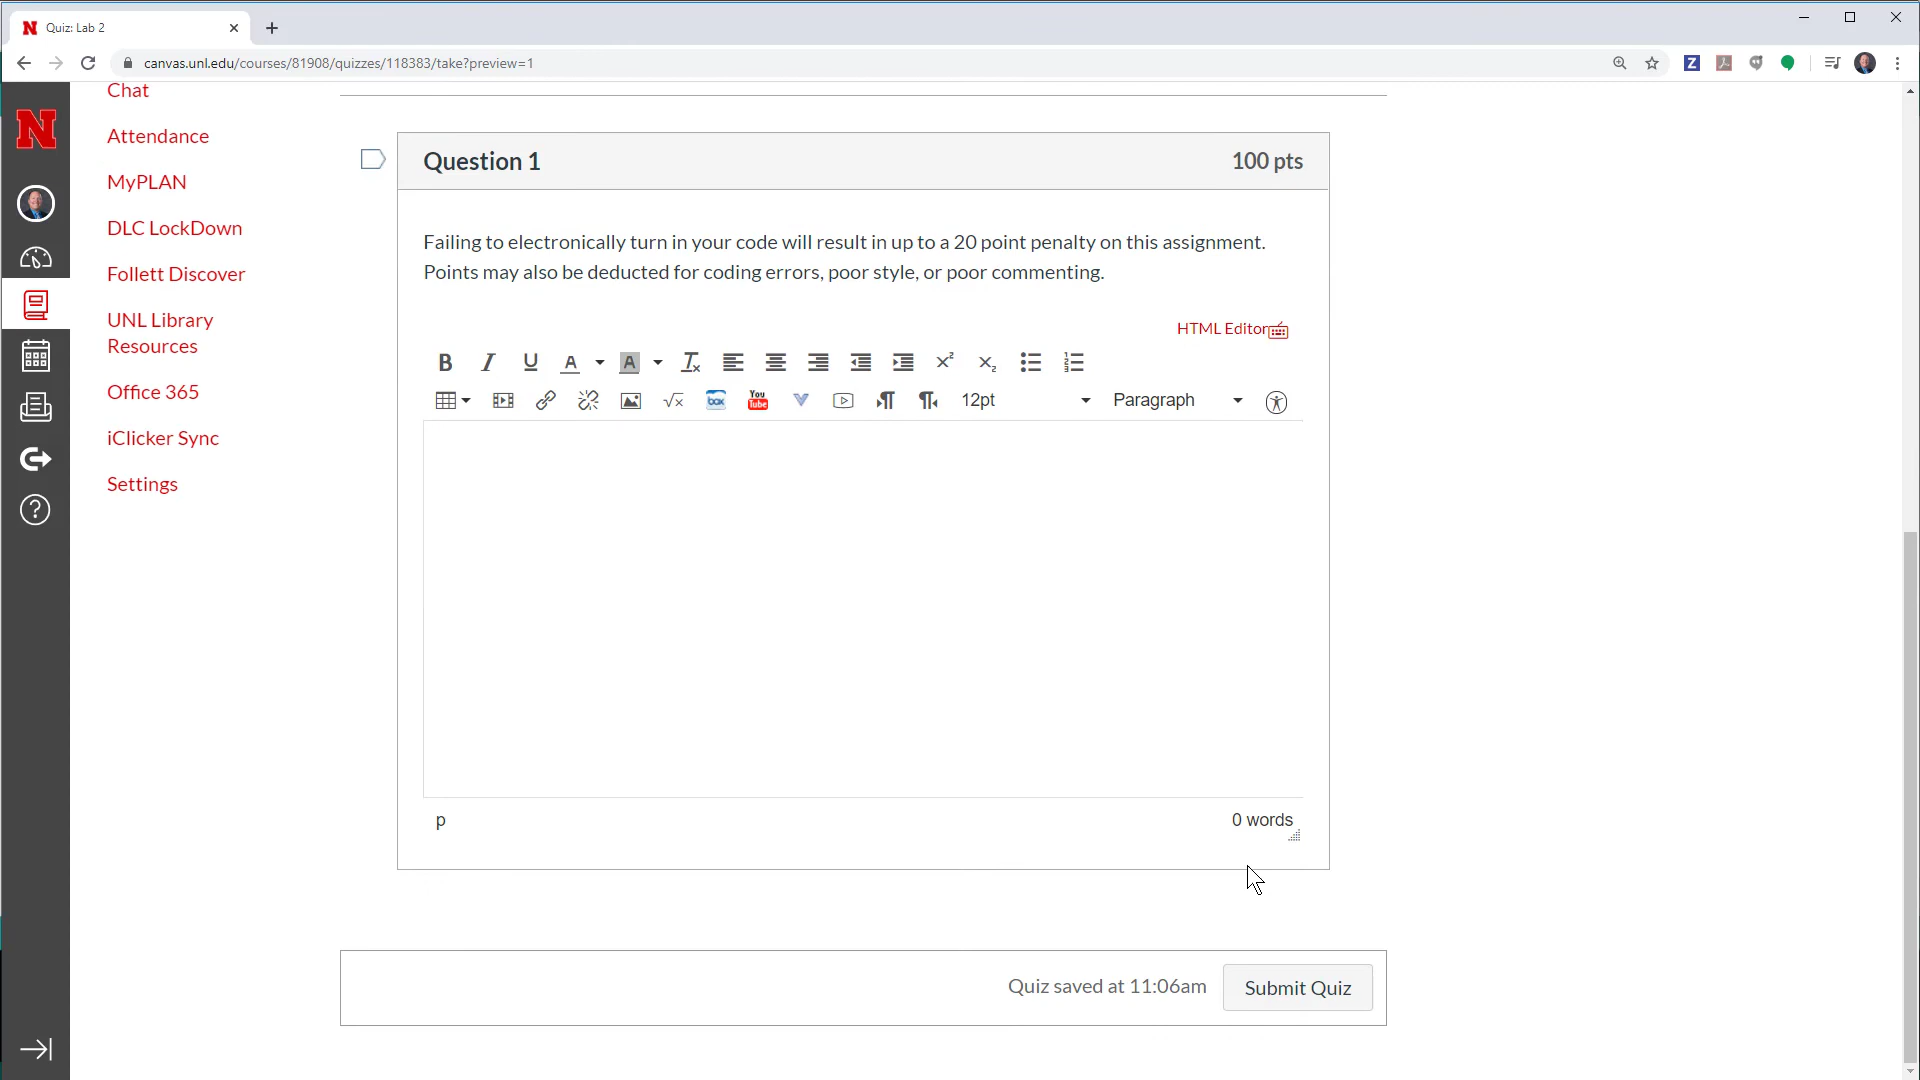 Quiz: Lab 2
canvas.unl.edu/courses/81908/quizzes/118383/take?preview=1
Chat
Attendance
MyPLAN
DLC LockDown
Follett Discover
UNL Library
Resources
Office 365
iClicker Sync
Settings
Question 1
100 pts
Failing to electronically turn in your code will result in up to a 20 point penalty on this assignment.
Points may also be deducted for coding errors, poor style, or poor commenting.
HTML Editor
12pt
Paragraph
p
0 words
Quiz saved at 11:06am
Submit Quiz